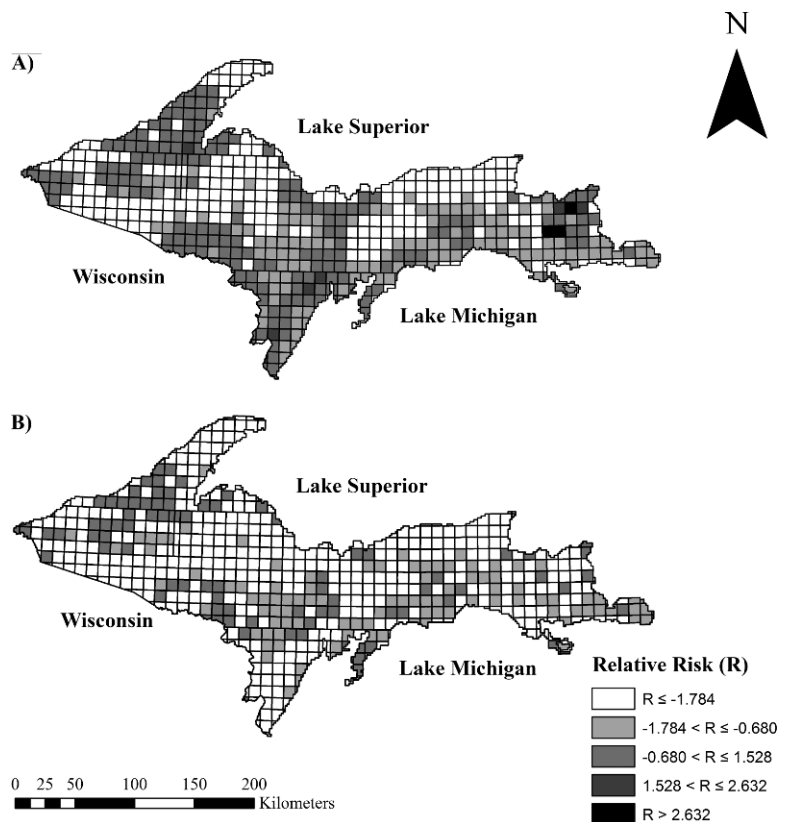 N
A)
Lake Superior
Wisconsin
Lake Michigan
B)
Lake Superior
Wisconsin
Lake Michigan
Relative Risk (R)
R ≤ -1.784
-1.784 < R ≤ -0.680
-0.680 < R ≤ 1.528
1.528 < R ≤ 2.632
R > 2.632
0 25 50 100 150 200
Kilometers